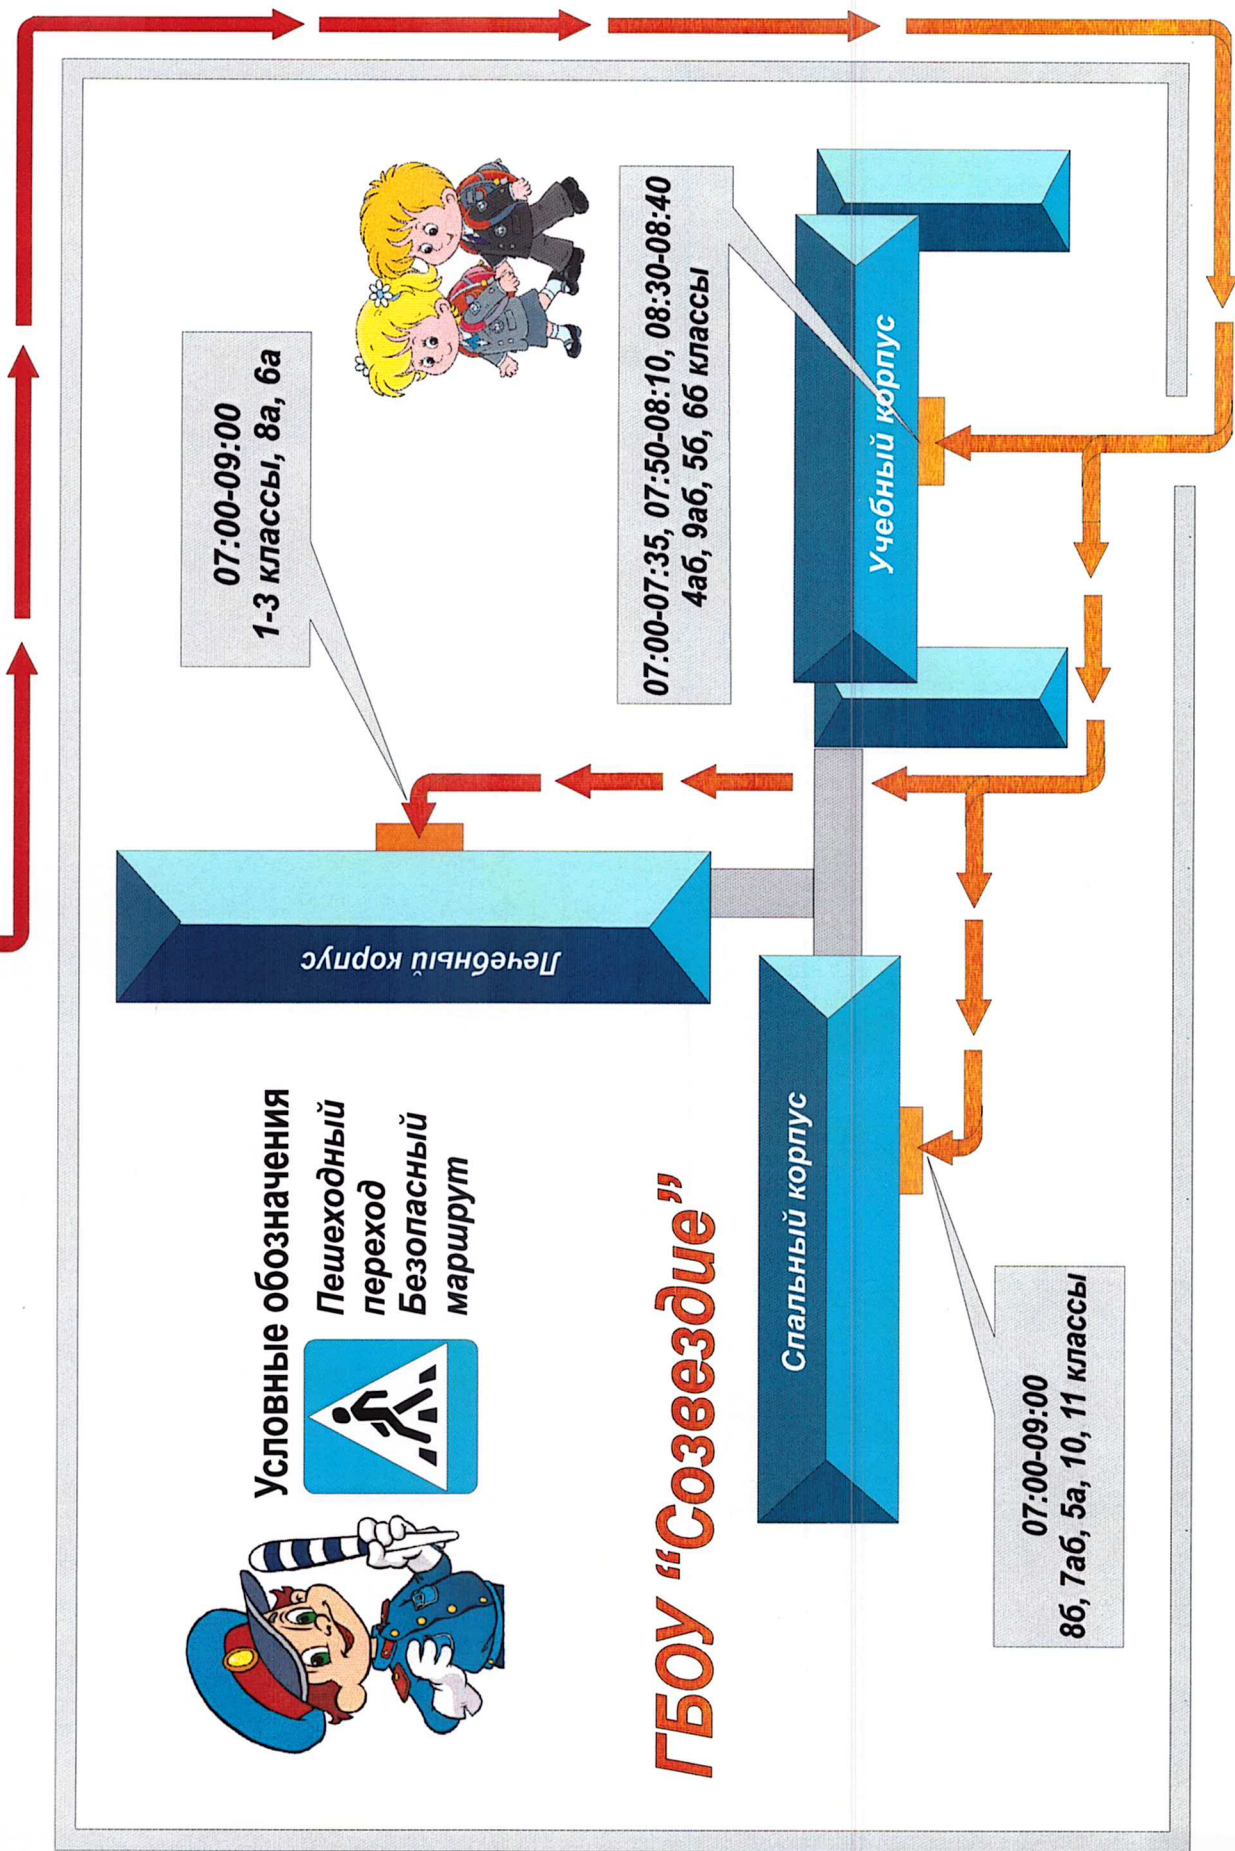 Условные обозначения
Пешеходный
переход
Безопасный
маршрут
ГБОУ “Созвездие”
Лечебный корпус
07:00-09:00
1-3 классы, 8а, 6а
07:00-07:35, 07:50-08:10, 08:30-08:40
4аб, 9аб, 5б, 6б классы
Спальный корпус
Учебный корпус
07:00-09:00
8б, 7аб, 5а, 10, 11 классы